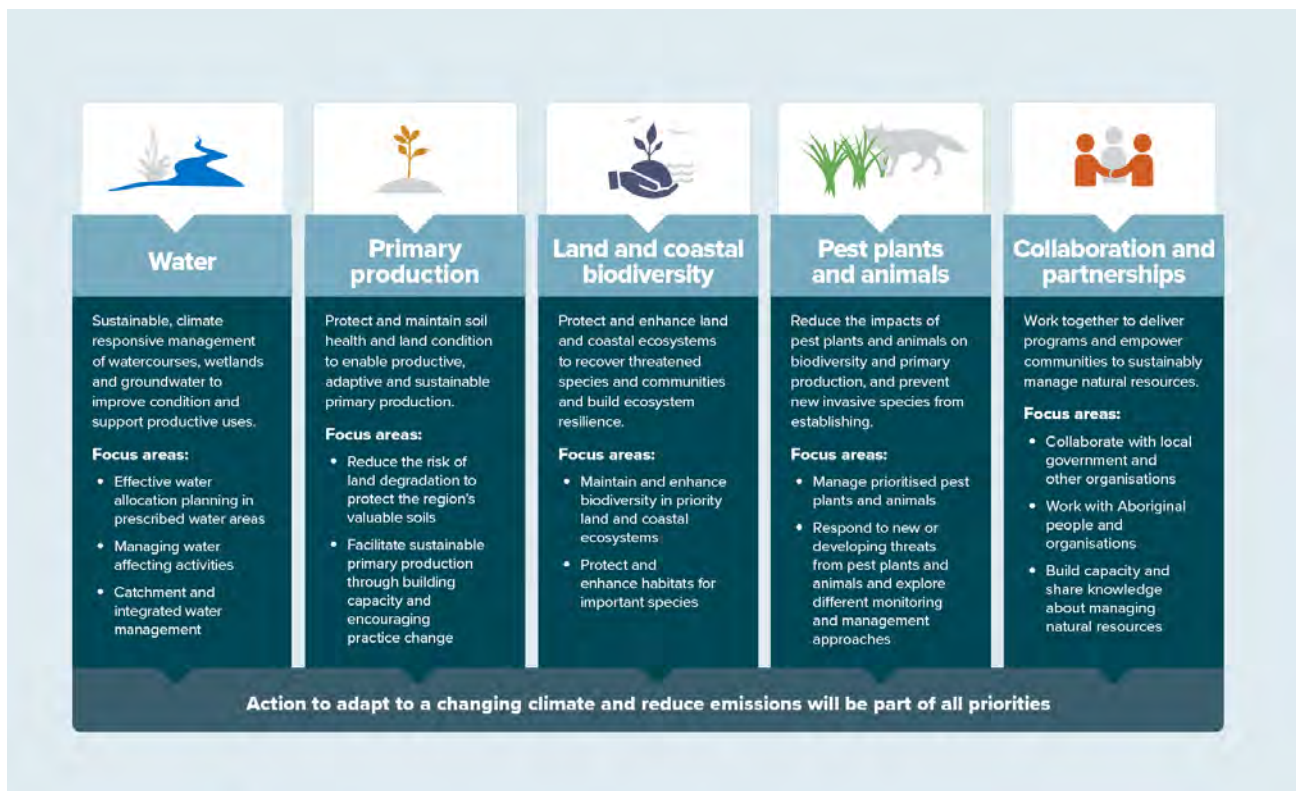 Water
Sustainable, climate
responsive management
of watercourses, wetlands
and groundwater to
improve condition and
support productive uses.
Focus areas:
• Effective water
allocation planning in
prescribed water areas
• Managing water
affecting activities
• Catchment and
integrated water
management
Primary
production
Protect and maintain soil
health and land condition
to enable productive,
adaptive and sustainable
primary production.
Focus areas:
• Reduce the risk of
land degradation to
protect the region's
valuable soils
• Facilitate sustainable
primary production
through building
capacity and
encouraging
practice change
Land and coastal
biodiversity
Protect and enhance land
and coastal ecosystems
to recover threatened
species and communities
and build ecosystem
resilience.
Focus areas:
• Maintain and enhance
biodiversity in priority
land and coastal
ecosystems
• Protect and
enhance habitats for
important species
Pest plants
and animals
Reduce the impacts of
pest plants and animals on
biodiversity and primary
production, and prevent
new invasive species from
establishing.
Focus areas:
• Manage prioritised pest
plants and animals
• Respond to new or
developing threats
from pest plants and
animals and explore
different monitoring
and management
approaches
Collaboration and
partnerships
Work together to deliver
programs and empower
communities to sustainably
manage natural resources.
Focus areas:
• Collaborate with local
government and
other organisations
• Work with Aboriginal
people and
organisations
• Build capacity and
share knowledge
about managing
natural resources
Action to adapt to a changing climate and reduce emissions will be part of all priorities